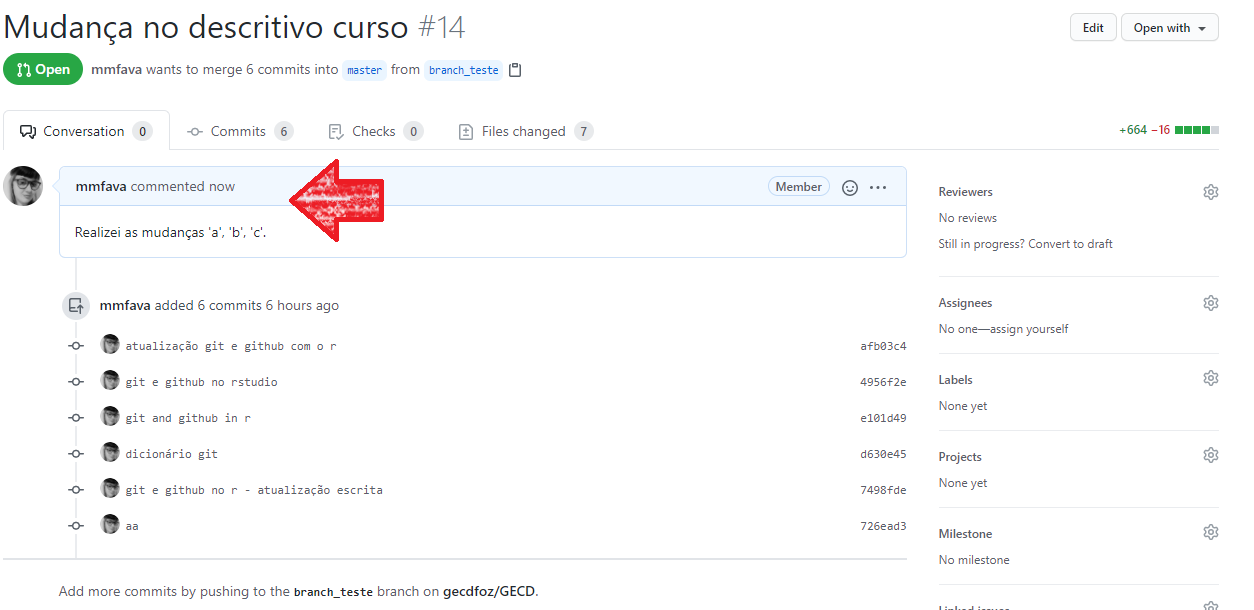 Mudança no descritivo curso #14
Edit
Open with
Open
mmfava wants to merge 6 commits into master from branch_teste
Conversation 0
Commits 6
Checks 0
Files changed 7
+664 −16
mmfava commented now
Member
Realizei as mudanças 'a', 'b', 'c'.
mmfava added 6 commits 6 hours ago
atualização git e github com o r afb03c4
git e github no rstudio 4956f2e
git and github in r e101d49
dicionário git d630e45
git e github no r - atualização escrita 7498fde
aa 726ead3
Add more commits by pushing to the branch_teste branch on gecdfoz/GECD.
Reviewers
No reviews
Still in progress? Convert to draft
Assignees
No one—assign yourself
Labels
None yet
Projects
None yet
Milestone
No milestone
Linked issues